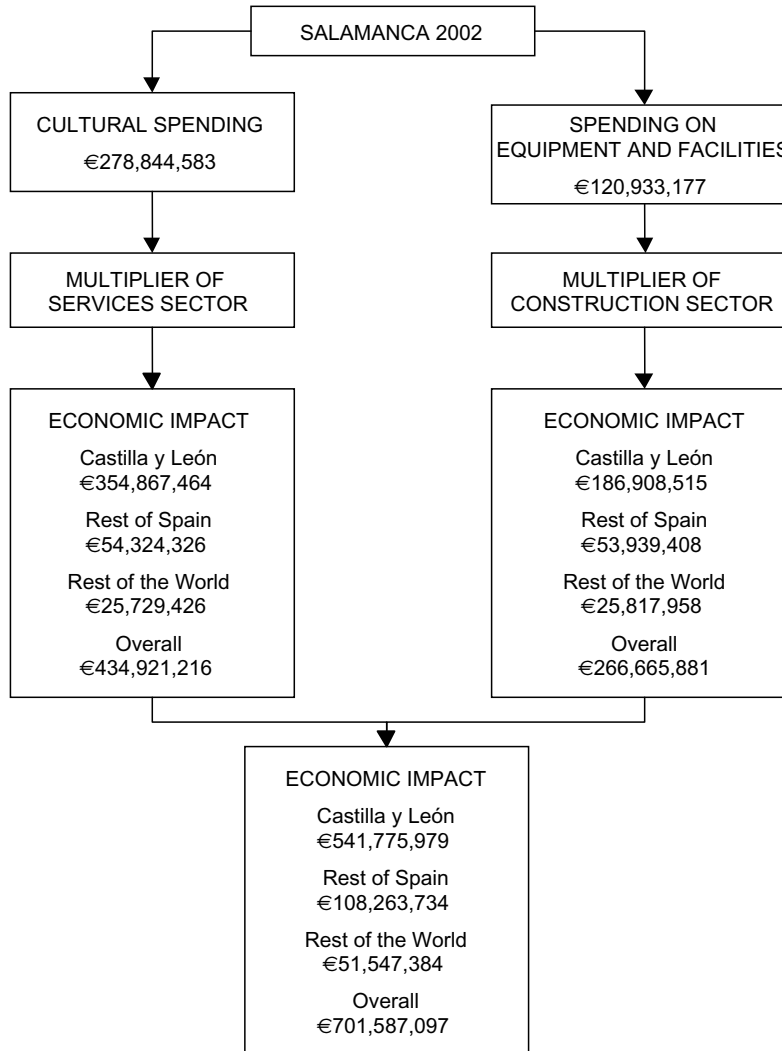 SALAMANCA 2002
CULTURAL SPENDING
€278,844,583
SPENDING ON
EQUIPMENT AND FACILITIES
€120,933,177
MULTIPLIER OF
SERVICES SECTOR
MULTIPLIER OF
CONSTRUCTION SECTOR
ECONOMIC IMPACT
Castilla y León
€354,867,464
Rest of Spain
€54,324,326
Rest of the World
€25,729,426
Overall
€434,921,216
ECONOMIC IMPACT
Castilla y León
€186,908,515
Rest of Spain
€53,939,408
Rest of the World
€25,817,958
Overall
€266,665,881
ECONOMIC IMPACT
Castilla y León
€541,775,979
Rest of Spain
€108,263,734
Rest of the World
€51,547,384
Overall
€701,587,097